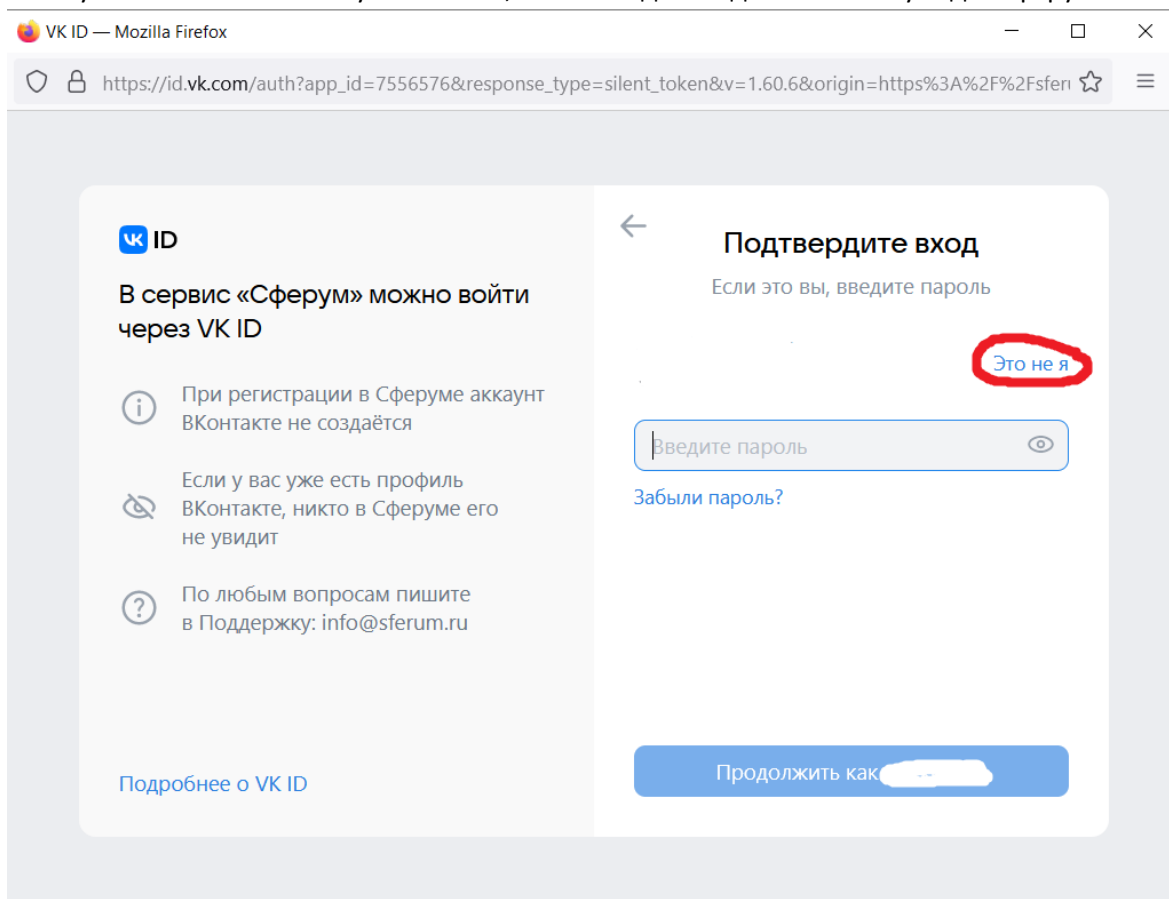 VK ID — Mozilla Firefox
https://id.vk.com/auth?app_id=7556576&response_type=silent_token&v=1.60.6&origin=https%3A%2F%2Fsfer
VK ID
В сервис «Сферум» можно войти
через VK ID
При регистрации в Сферуме аккаунт
ВКонтакте не создаётся
Если у вас уже есть профиль
ВКонтакте, никто в Сферуме его
не увидит
По любым вопросам пишите
в Поддержку: info@sferum.ru
Подробнее о VK ID
Подтвердите вход
Если это вы, введите пароль
Это не я
Введите пароль
Забыли пароль?
Продолжить как